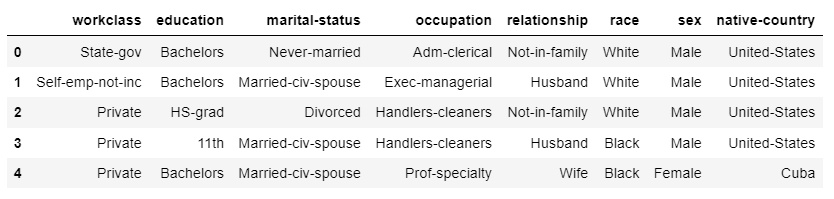 workclass education marital-status occupation relationship race sex native-country
0 State-gov Bachelors Never-married Adm-clerical Not-in-family White Male United-States
1 Self-emp-not-inc Bachelors Married-civ-spouse Exec-managerial Husband White Male United-States
2 Private HS-grad Divorced Handlers-cleaners Not-in-family White Male United-States
3 Private 11th Married-civ-spouse Handlers-cleaners Husband Black Male United-States
4 Private Bachelors Married-civ-spouse Prof-specialty Wife Black Female Cuba